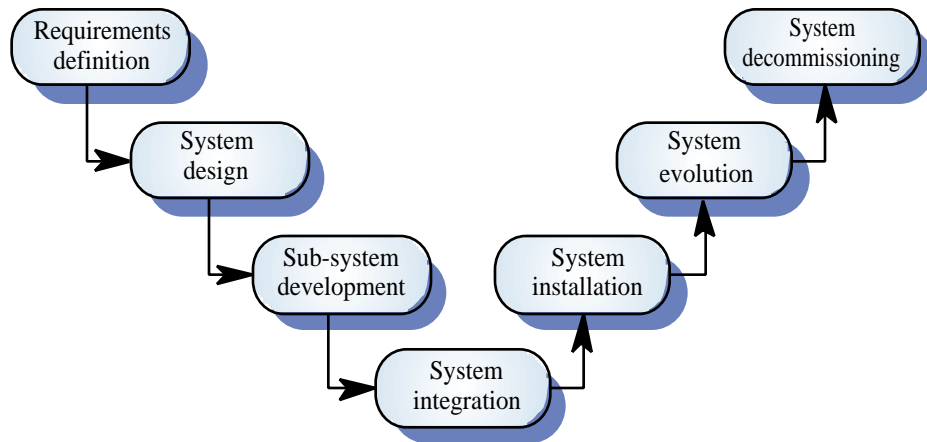 Requirements
definition
System
design
Sub-system
development
System
integration
System
installation
System
evolution
System
decommissioning